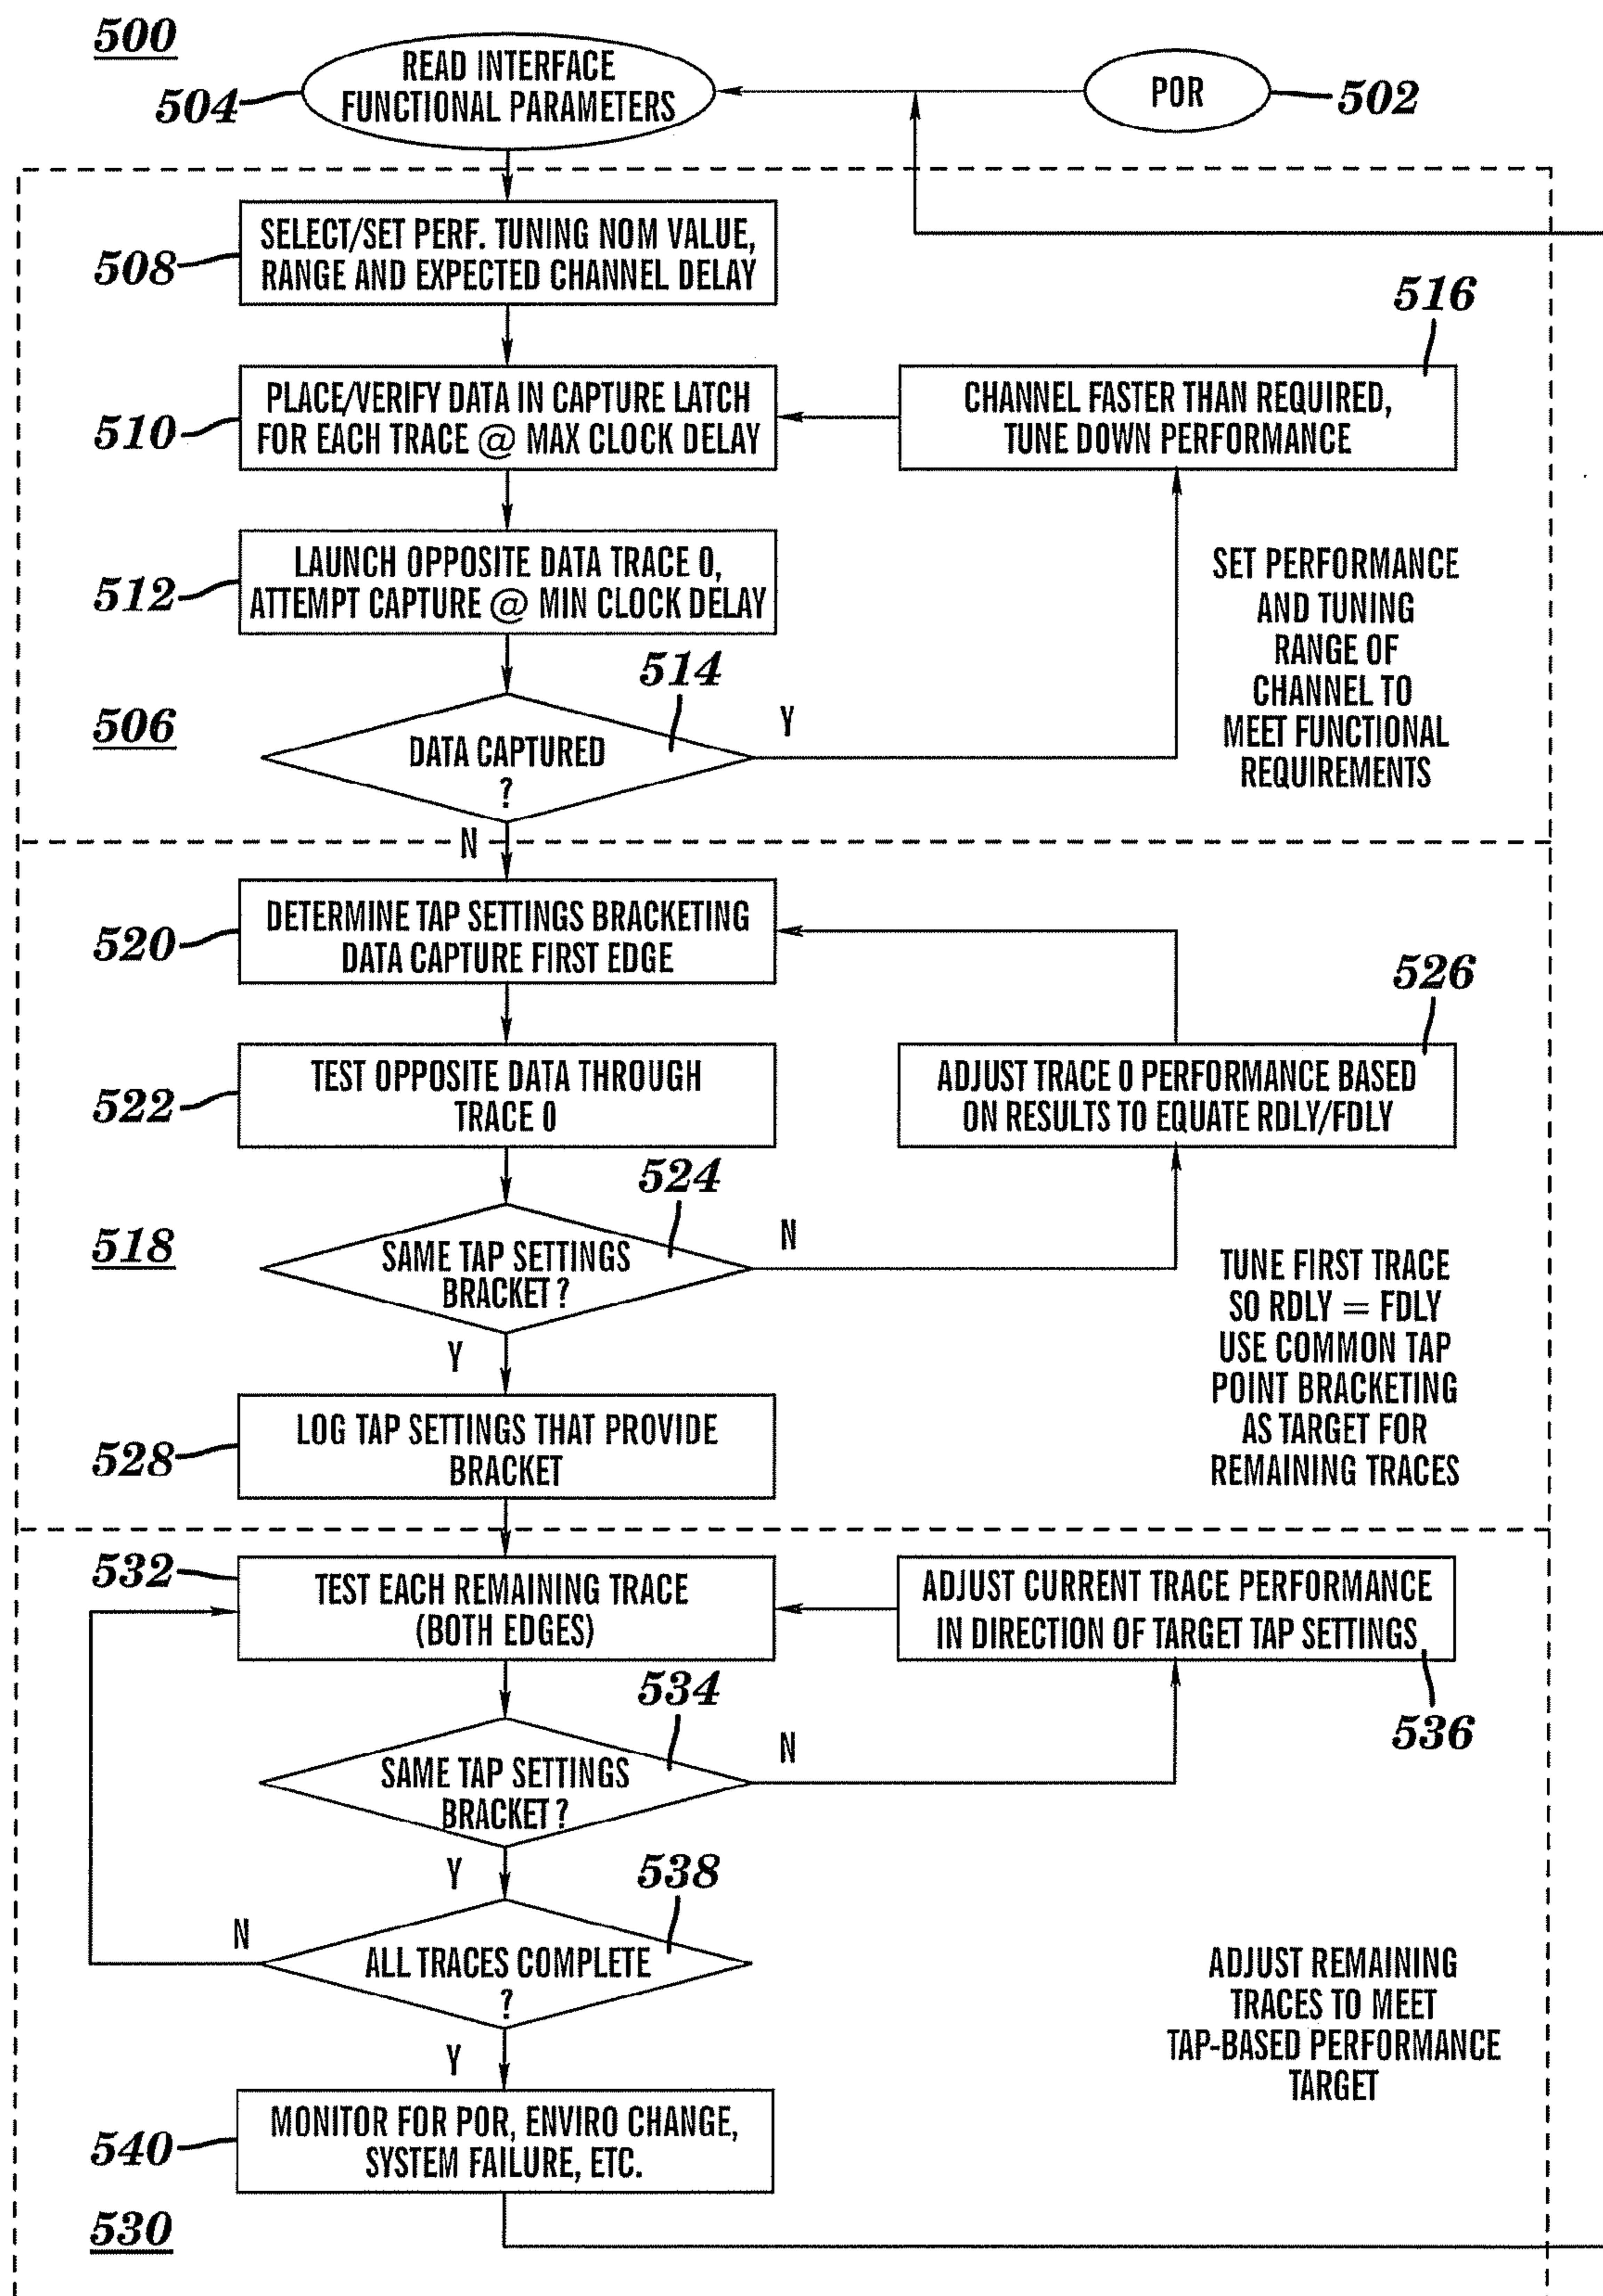 500
READ INTERFACE
FUNCTIONAL PARAMETERS
504
POR
502
SELECT/SET PERF. TUNING NOM VALUE,
RANGE AND EXPECTED CHANNEL DELAY
508
516
PLACE/VERIFY DATA IN CAPTURE LATCH
FOR EACH TRACE @ MAX CLOCK DELAY
510
CHANNEL FASTER THAN REQUIRED,
TUNE DOWN PERFORMANCE
LAUNCH OPPOSITE DATA TRACE 0,
ATTEMPT CAPTURE @ MIN CLOCK DELAY
512
SET PERFORMANCE
AND TUNING
RANGE OF
CHANNEL TO
MEET FUNCTIONAL
REQUIREMENTS
514
506
DATA CAPTURED
?
Y
N
DETERMINE TAP SETTINGS BRACKETING
DATA CAPTURE FIRST EDGE
520
526
TEST OPPOSITE DATA THROUGH
TRACE 0
522
ADJUST TRACE 0 PERFORMANCE BASED
ON RESULTS TO EQUATE RDLY/FDLY
524
518
SAME TAP SETTINGS
BRACKET?
N
Y
TUNE FIRST TRACE
SO RDLY = FDLY
USE COMMON TAP
POINT BRACKETING
AS TARGET FOR
REMAINING TRACES
LOG TAP SETTINGS THAT PROVIDE
BRACKET
528
532
TEST EACH REMAINING TRACE
(BOTH EDGES)
ADJUST CURRENT TRACE PERFORMANCE
IN DIRECTION OF TARGET TAP SETTINGS
536
534
SAME TAP SETTINGS
BRACKET?
N
Y
538
N
ALL TRACES COMPLETE
?
Y
ADJUST REMAINING
TRACES TO MEET
TAP-BASED PERFORMANCE
TARGET
MONITOR FOR POR, ENVIRO CHANGE,
SYSTEM FAILURE, ETC.
540
530